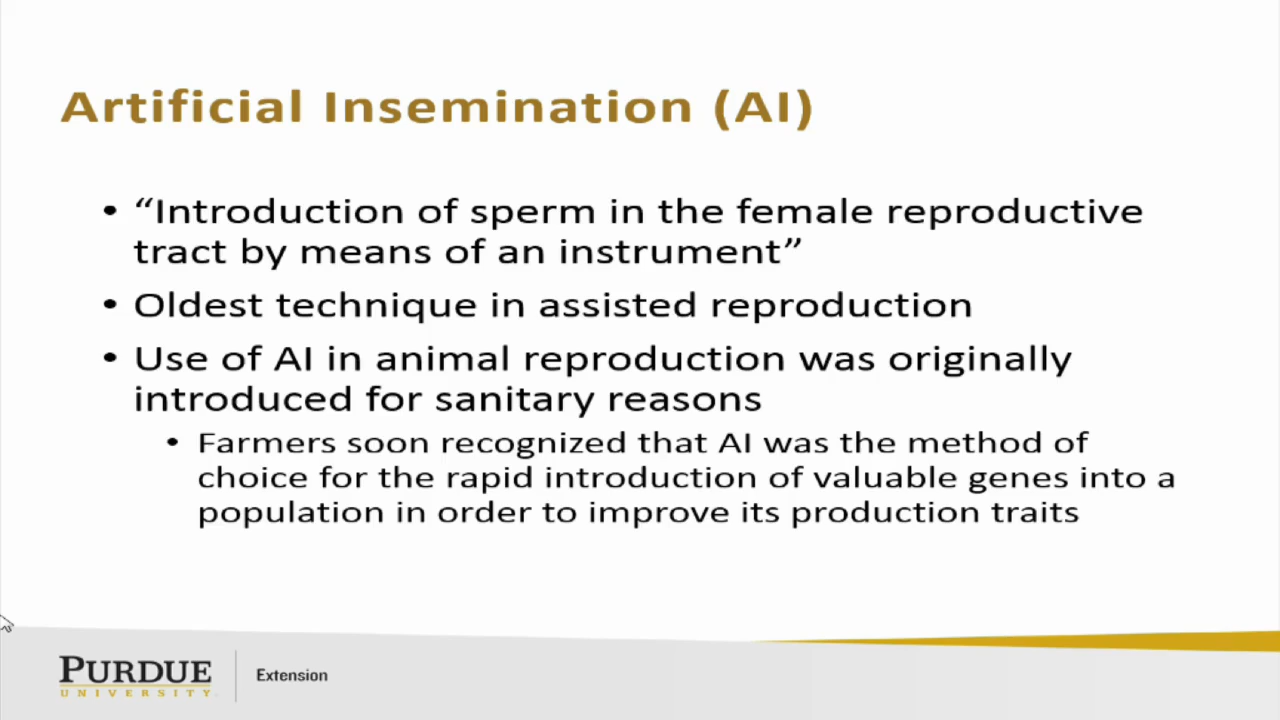 Artificial Insemination (AI)
• “Introduction of sperm in the female reproductive
tract by means of an instrument”
• Oldest technique in assisted reproduction
• Use of AI in animal reproduction was originally
introduced for sanitary reasons
• Farmers soon recognized that AI was the method of
choice for the rapid introduction of valuable genes into a
population in order to improve its production traits
PURDUE
UNIVERSITY
Extension